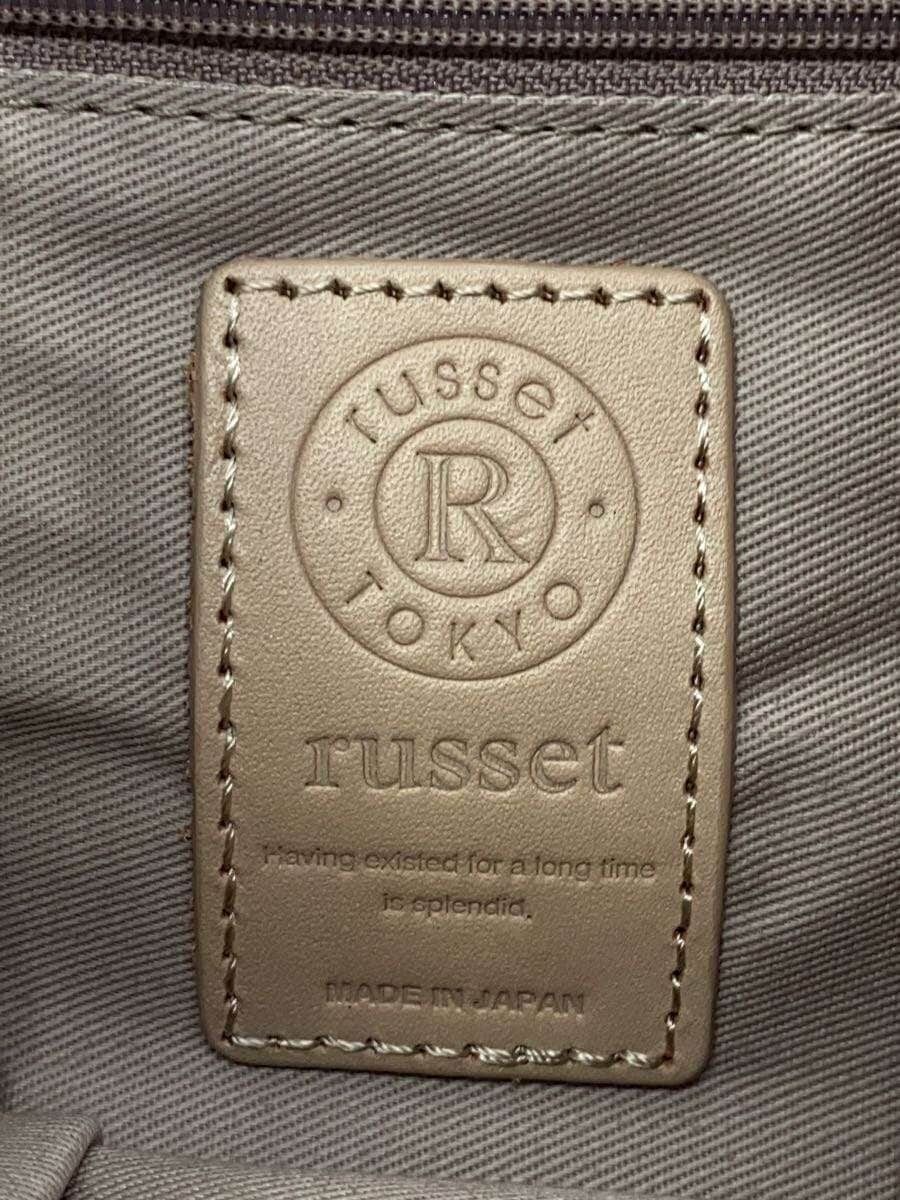 russet
R
TOKYO
russet
Having existed for a long time
is splendid.
MADE IN JAPAN